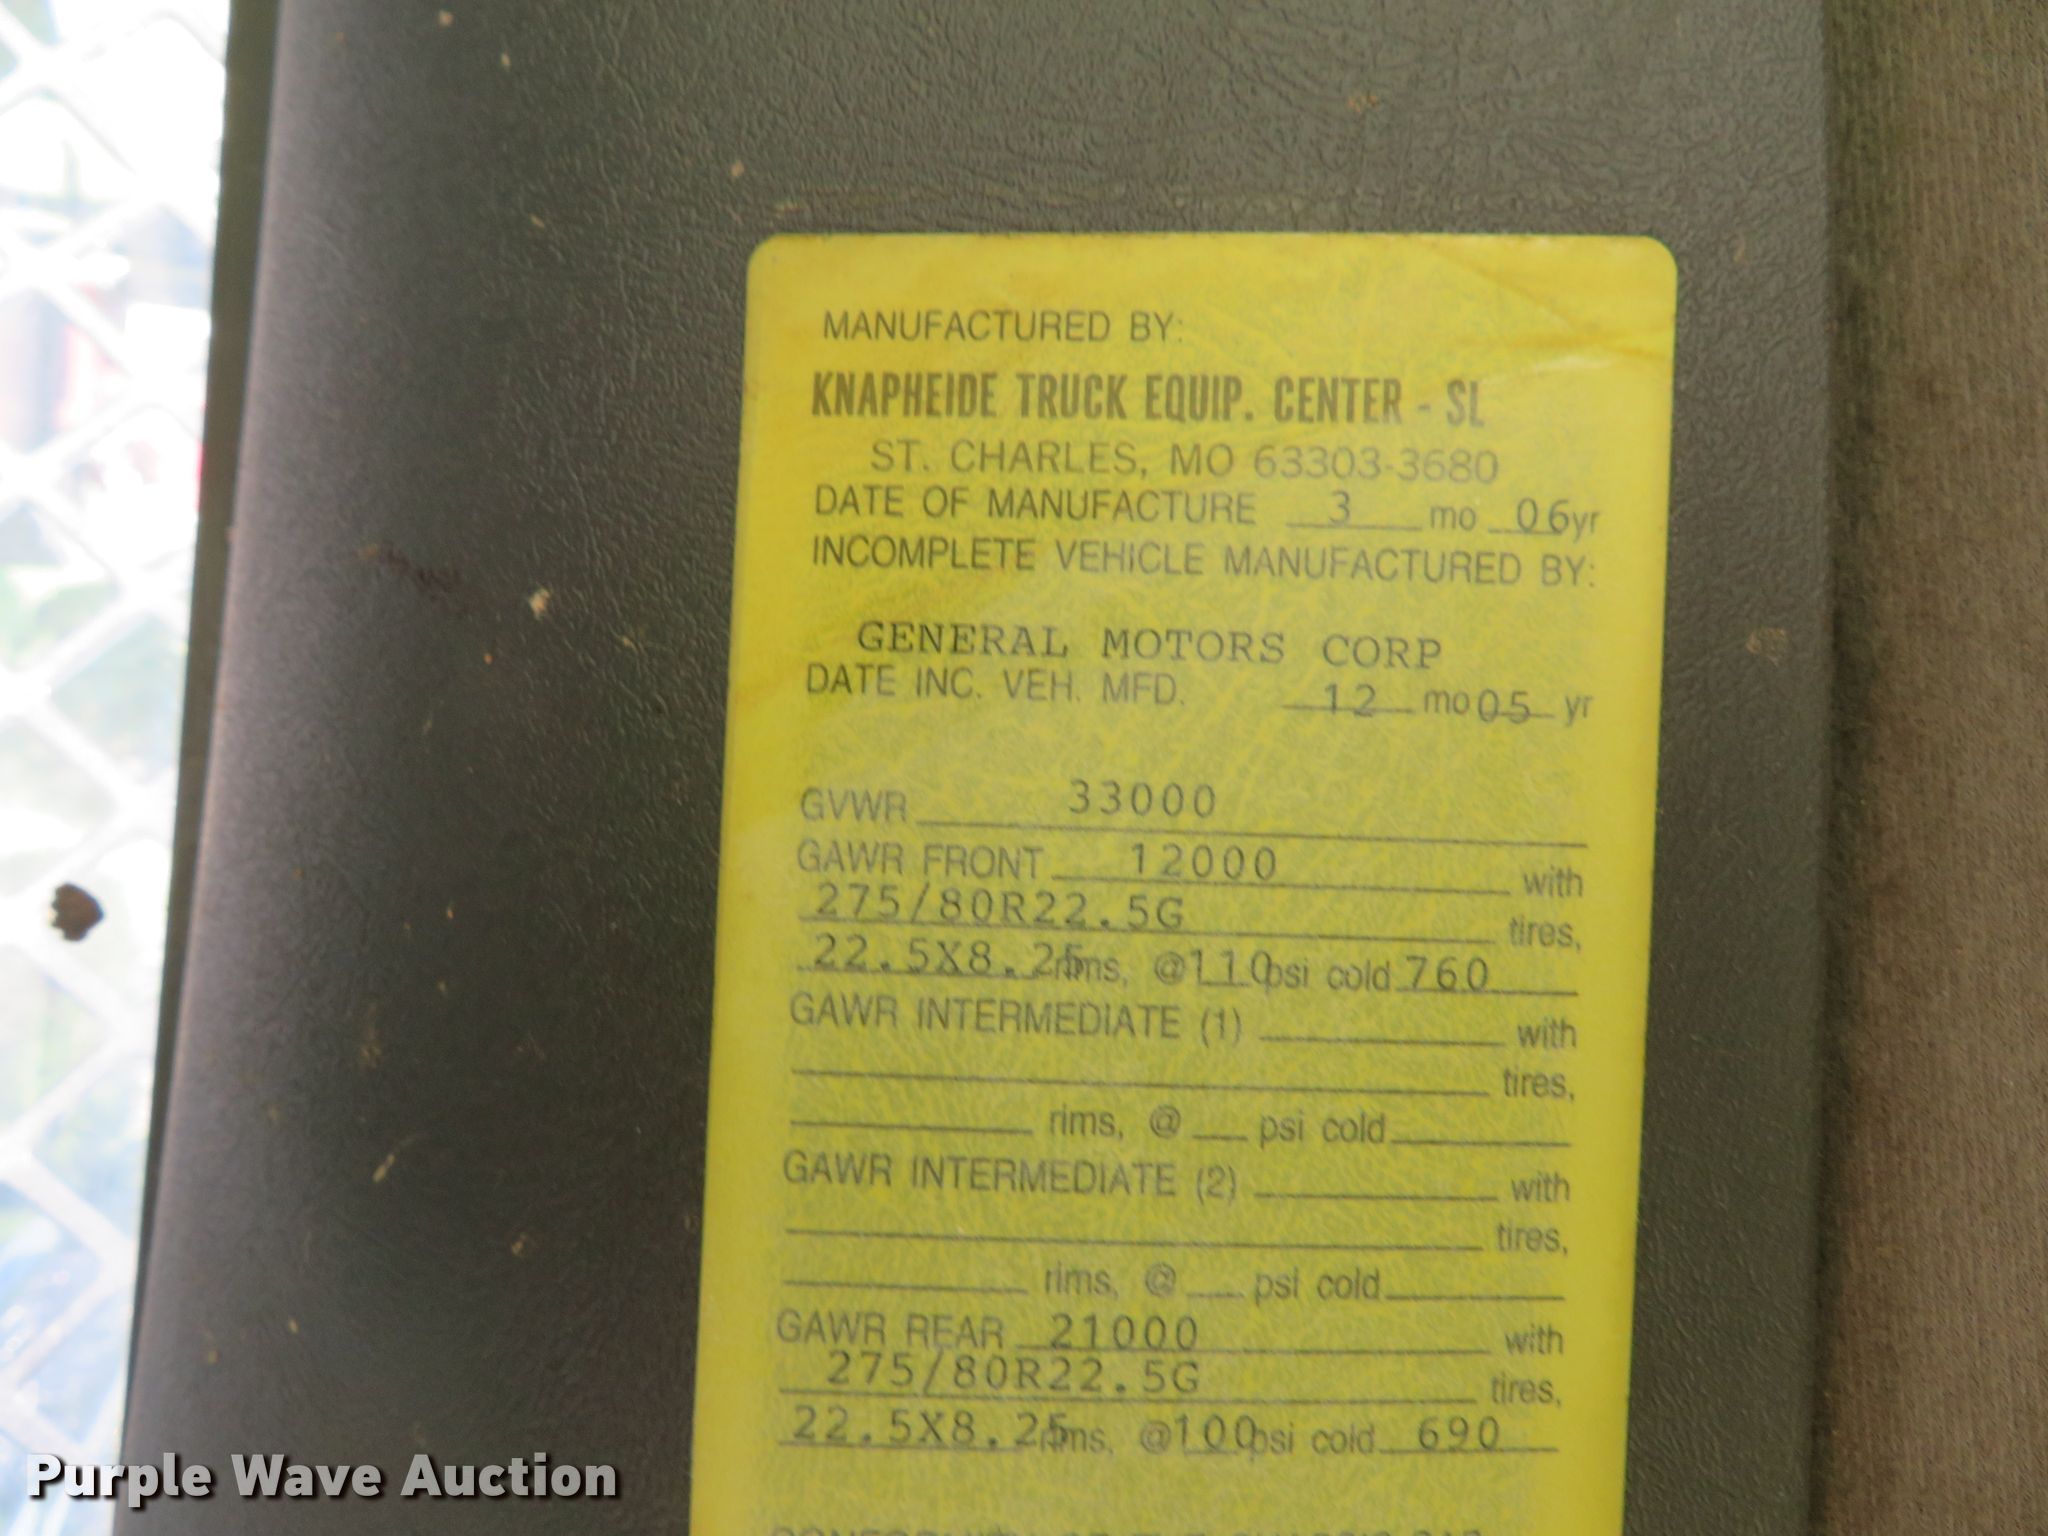 MANUFACTURED BY:
KNAPHEIDE TRUCK EQUIP. CENTER - SL
ST. CHARLES, MO 63303-3680
DATE OF MANUFACTURE 3 mo 06 yr
INCOMPLETE VEHICLE MANUFACTURED BY:
GENERAL MOTORS CORP
DATE INC. VEH. MFD. 12 mo 05 yr
GVWR 33000
GAWR FRONT 12000 with
275/80R22.5G tires,
22.5X8.25 rims, @110 psi cold 760
GAWR INTERMEDIATE (1) with
tires,
rims, @ psi cold
GAWR INTERMEDIATE (2) with
tires,
rims, @ psi cold
GAWR REAR 21000 with
275/80R22.5G tires,
22.5X8.25 rims, @100 psi cold 690
Purple Wave Auction